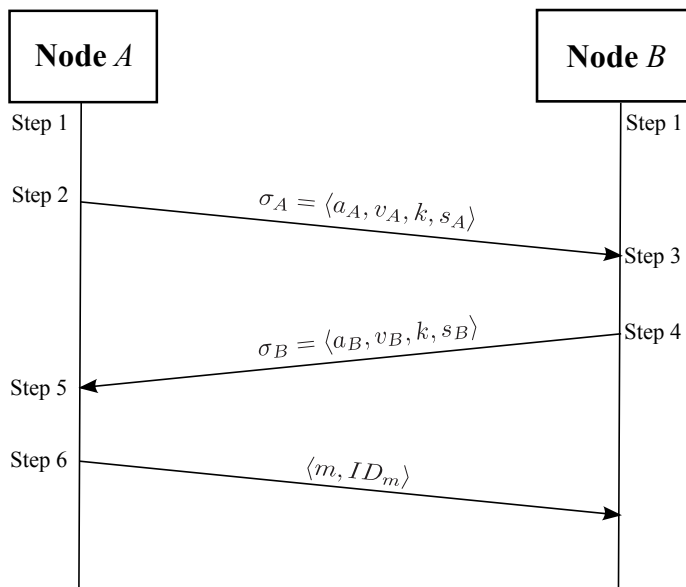 Node A
Node B
Step 1
Step 1
Step 2
σ_A = ⟨a_A, v_A, k, s_A⟩
Step 3
σ_B = ⟨a_B, v_B, k, s_B⟩
Step 4
Step 5
Step 6
⟨m, ID_m⟩